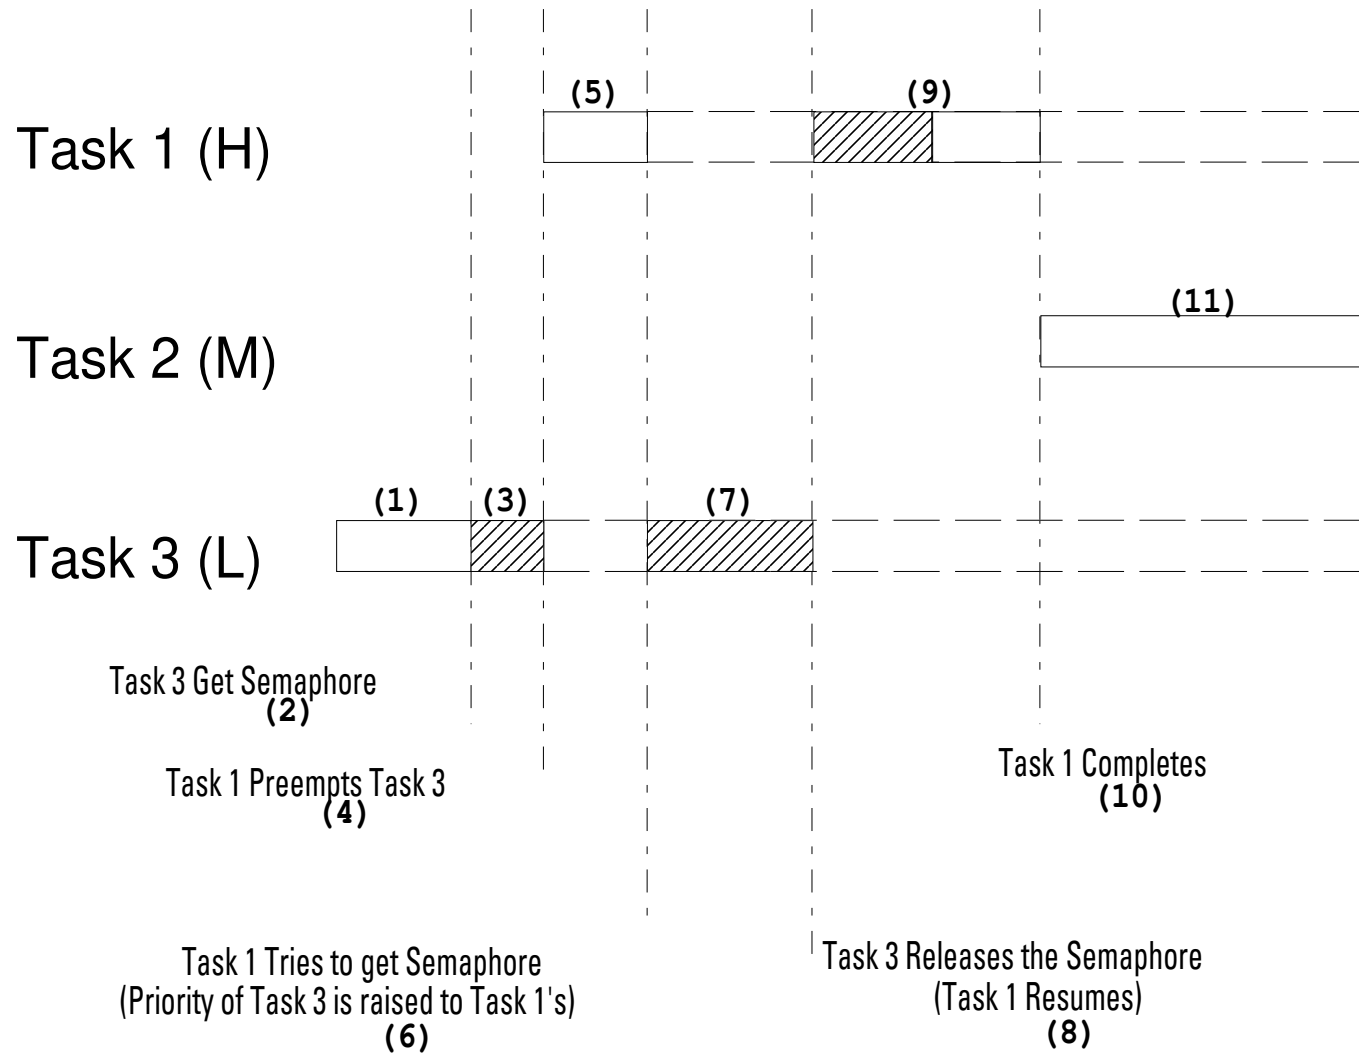 (5)
(9)
Task 1 (H)
(11)
Task 2 (M)
(1)
(3)
(7)
Task 3 (L)
Task 3 Get Semaphore
(2)
Task 1 Preempts Task 3
(4)
Task 1 Completes
(10)
Task 1 Tries to get Semaphore
(Priority of Task 3 is raised to Task 1's)
(6)
Task 3 Releases the Semaphore
(Task 1 Resumes)
(8)